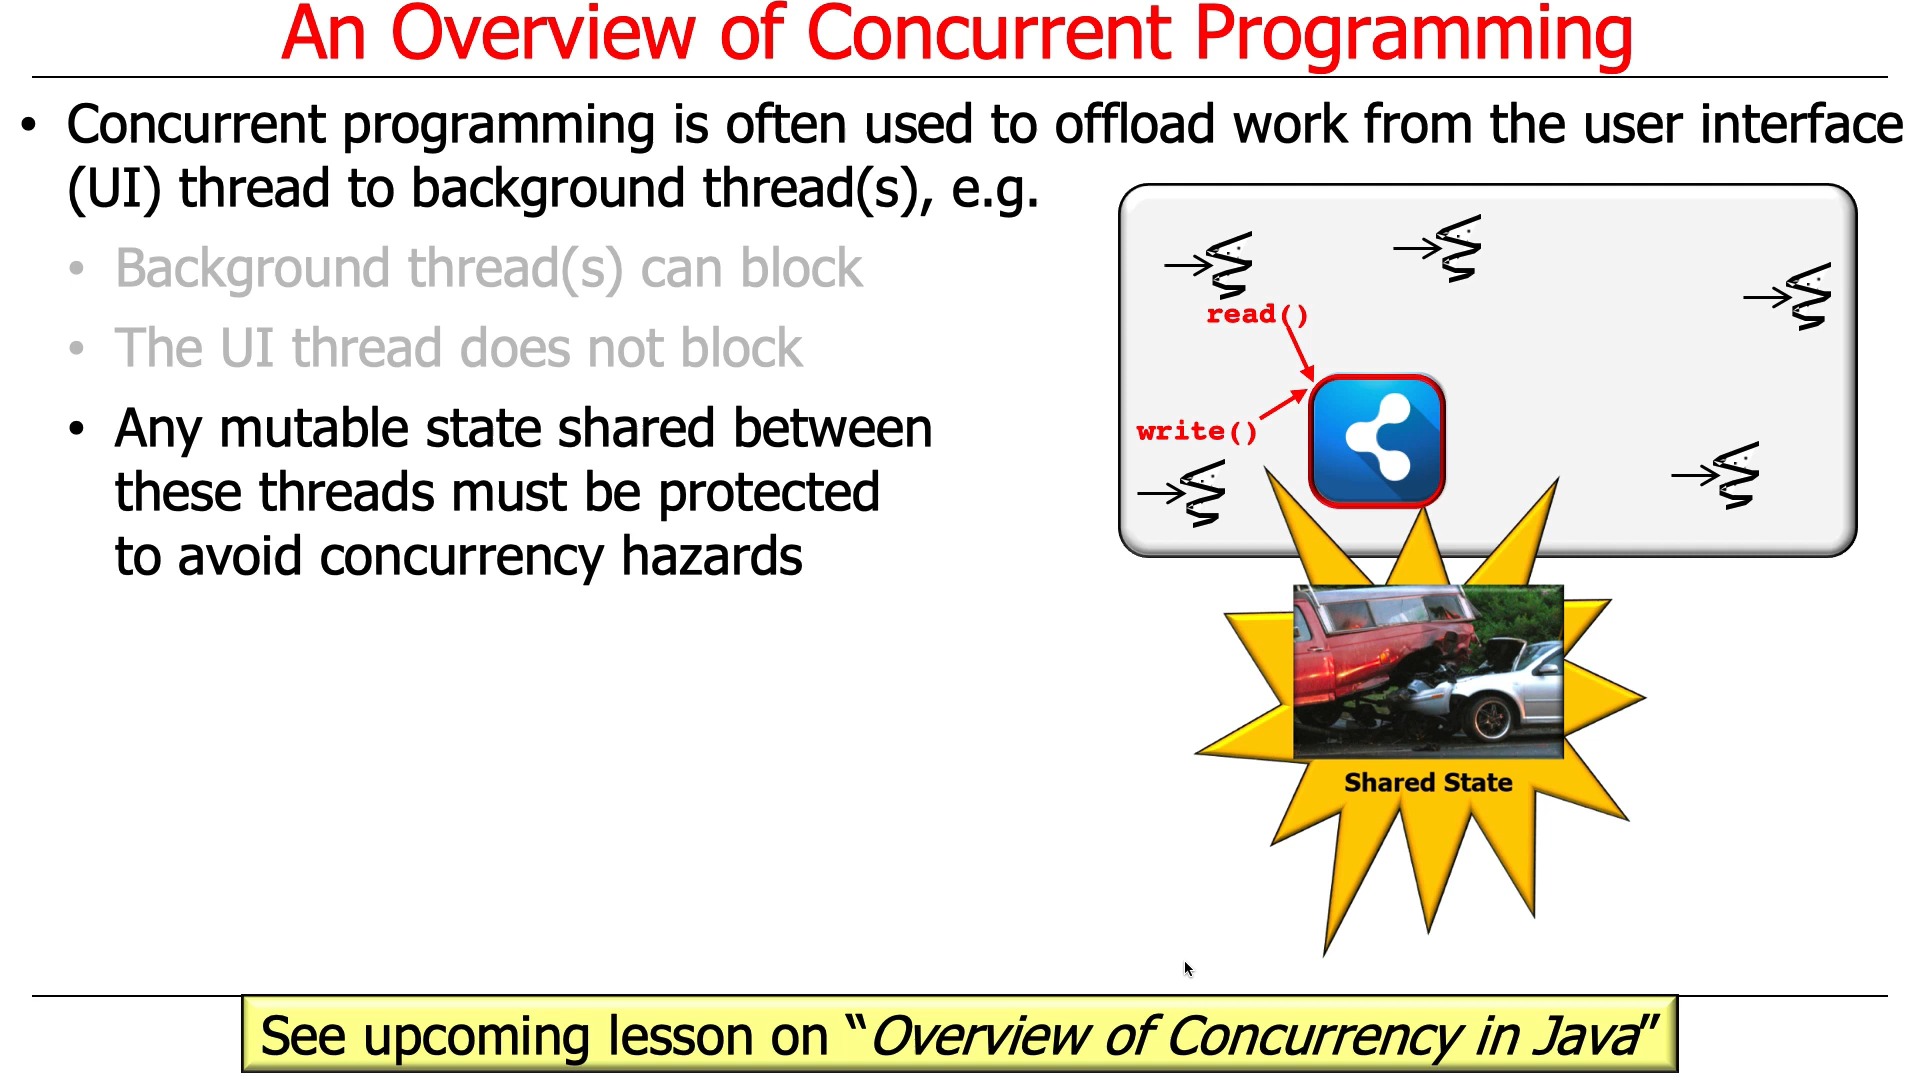 An Overview of Concurrent Programming
• Concurrent programming is often used to offload work from the user interface
(UI) thread to background thread(s), e.g.
• Background thread(s) can block
• The UI thread does not block
• Any mutable state shared between
these threads must be protected
to avoid concurrency hazards
read()
write()
Shared State
See upcoming lesson on “Overview of Concurrency in Java”